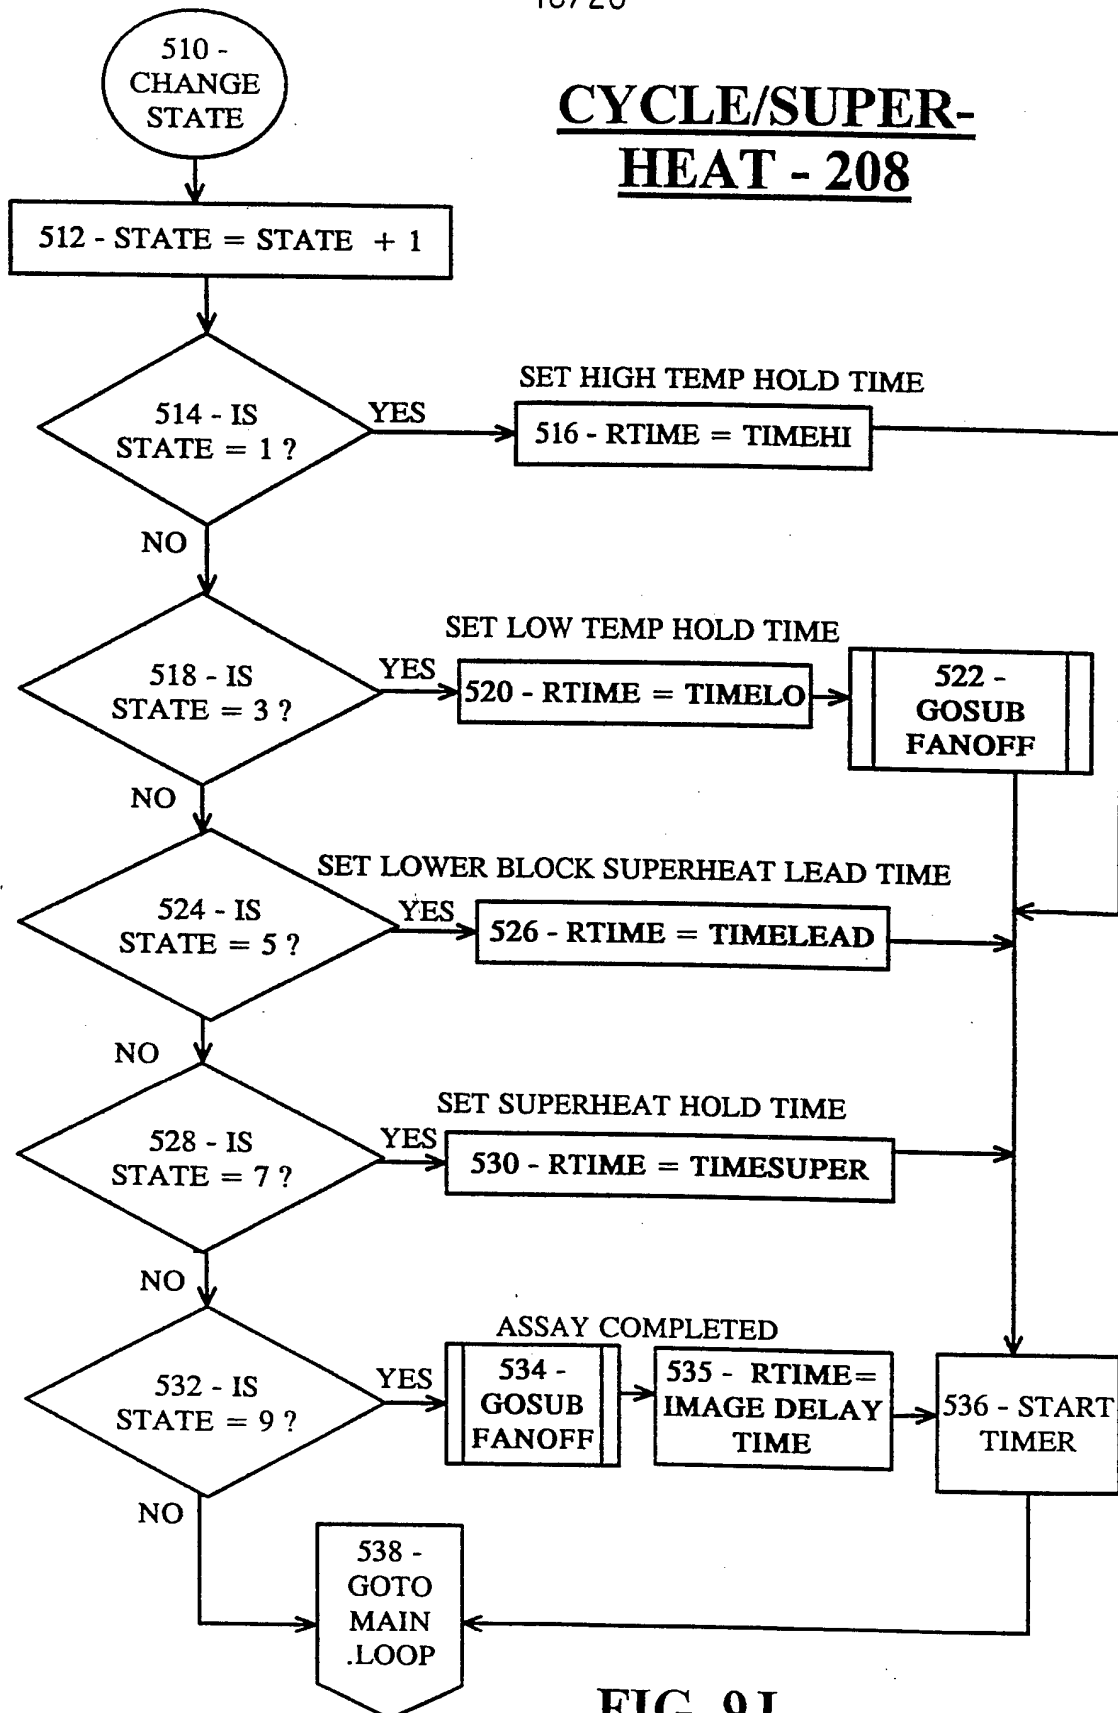 510 -
CHANGE
STATE
CYCLE/SUPER-
HEAT - 208
512 - STATE = STATE + 1
514 - IS
STATE = 1 ?
YES
SET HIGH TEMP HOLD TIME
516 - RTIME = TIMEHI
NO
518 - IS
STATE = 3 ?
YES
SET LOW TEMP HOLD TIME
520 - RTIME = TIMELO
522 -
GOSUB
FANOFF
NO
524 - IS
STATE = 5 ?
YES
SET LOWER BLOCK SUPERHEAT LEAD TIME
526 - RTIME = TIMELEAD
NO
528 - IS
STATE = 7 ?
YES
SET SUPERHEAT HOLD TIME
530 - RTIME = TIMESUPER
NO
532 - IS
STATE = 9 ?
YES
ASSAY COMPLETED
534 -
GOSUB
FANOFF
535 - RTIME=
IMAGE DELAY
TIME
536 - START
TIMER
NO
538 -
GOTO
MAIN
.LOOP